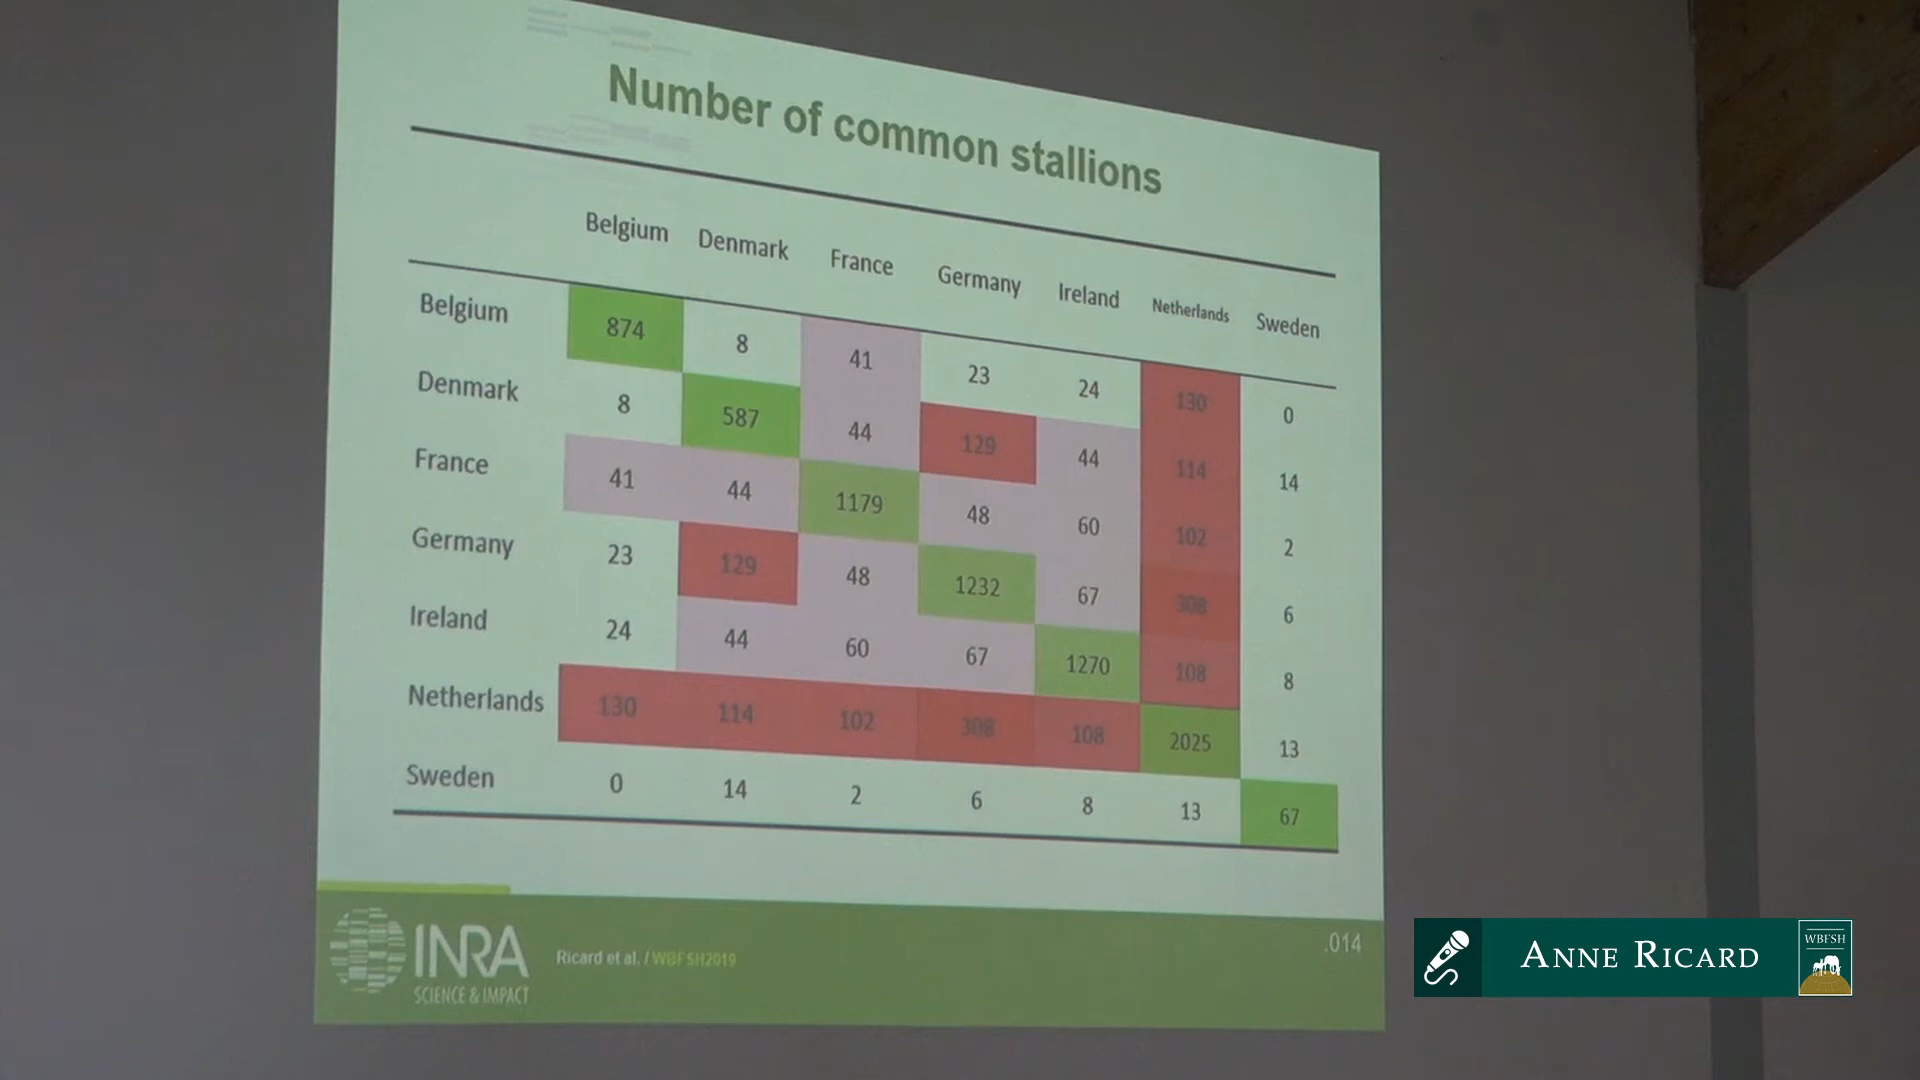 Number of common stallions
Belgium Denmark France Germany Ireland Netherlands Sweden
Belgium 874 8 41 23 24 130 0
Denmark 8 587 44 129 44 114 14
France 41 44 1179 48 60 102 2
Germany 23 129 48 1232 67 308 6
Ireland 24 44 60 67 1270 108 8
Netherlands 130 114 102 308 108 2025 13
Sweden 0 14 2 6 8 13 67
INRA
SCIENCE & IMPACT
Ricard et al. / WBFSH2019
.014
ANNE RICARD
WBFSH